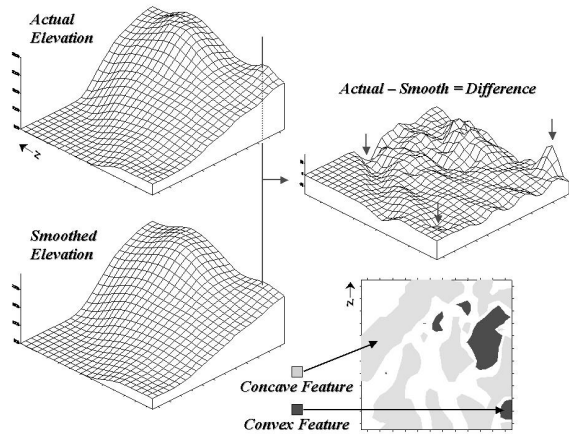 Actual
Elevation
Actual – Smooth = Difference
N
Smoothed
Elevation
N
Concave Feature
Convex Feature